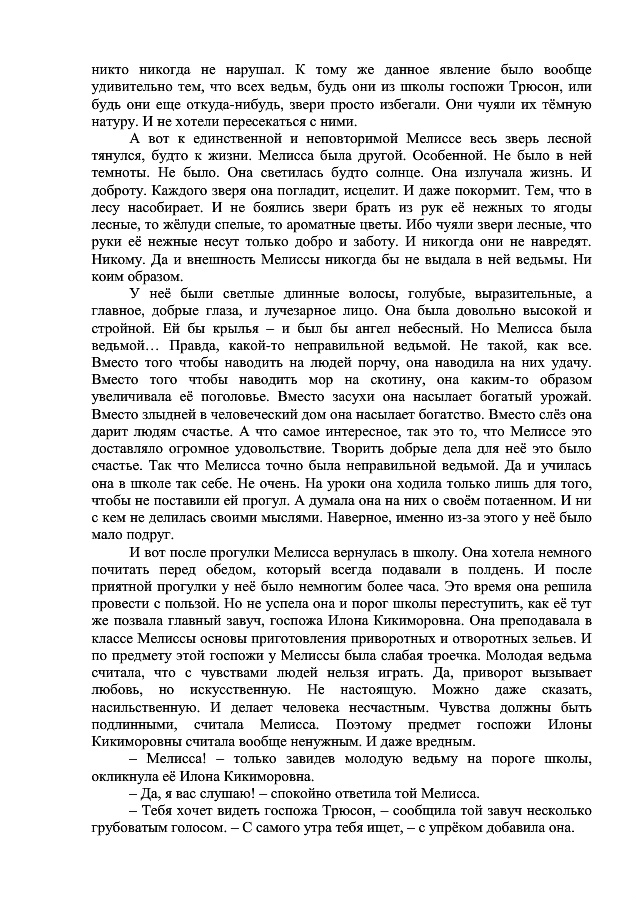 никто никогда не нарушал. К тому же данное явление было вообще
удивительно тем, что всех ведьм, будь они из школы госпожи Трюсон, или
будь они еще откуда-нибудь, звери просто избегали. Они чуяли их тёмную
натуру. И не хотели пересекаться с ними.
А вот к единственной и неповторимой Мелиссе весь зверь лесной
тянулся, будто к жизни. Мелисса была другой. Особенной. Не было в ней
темноты. Не было. Она светилась будто солнце. Она излучала жизнь. И
доброту. Каждого зверя она погладит, исцелит. И даже покормит. Тем, что в
лесу насобирает. И не боялись звери брать из рук её нежных то ягоды
лесные, то жёлуди спелые, то ароматные цветы. Ибо чуяли звери лесные, что
руки её нежные несут только добро и заботу. И никогда они не навредят.
Никому. Да и внешность Мелиссы никогда бы не выдала в ней ведьмы. Ни
коим образом.
У неё были светлые длинные волосы, голубые, выразительные, а
главное, добрые глаза, и лучезарное лицо. Она была довольно высокой и
стройной. Ей бы крылья – и был бы ангел небесный. Но Мелисса была
ведьмой… Правда, какой-то неправильной ведьмой. Не такой, как все.
Вместо того чтобы наводить на людей порчу, она наводила на них удачу.
Вместо того чтобы наводить мор на скотину, она каким-то образом
увеличивала её поголовье. Вместо засухи она насылает богатый урожай.
Вместо злыдней в человеческий дом она насылает богатство. Вместо слёз она
дарит людям счастье. А что самое интересное, так это то, что Мелиссе это
доставляло огромное удовольствие. Творить добрые дела для неё это было
счастье. Так что Мелисса точно была неправильной ведьмой. Да и училась
она в школе так себе. Не очень. На уроки она ходила только лишь для того,
чтобы не поставили ей прогул. А думала она на них о своём потаенном. И ни
с кем не делилась своими мыслями. Наверное, именно из-за этого у неё было
мало подруг.
И вот после прогулки Мелисса вернулась в школу. Она хотела немного
почитать перед обедом, который всегда подавали в полдень. И после
приятной прогулки у неё было немногим более часа. Это время она решила
провести с пользой. Но не успела она и порог школы переступить, как её тут
же позвала главный завуч, госпожа Илона Кикиморовна. Она преподавала в
классе Мелиссы основы приготовления приворотных и отворотных зельев. И
по предмету этой госпожи у Мелиссы была слабая троечка. Молодая ведьма
считала, что с чувствами людей нельзя играть. Да, приворот вызывает
любовь, но искусственную. Не настоящую. Можно даже сказать,
насильственную. И делает человека несчастным. Чувства должны быть
подлинными, считала Мелисса. Поэтому предмет госпожи Илоны
Кикиморовны считала вообще ненужным. И даже вредным.
– Мелисса! – только завидев молодую ведьму на пороге школы,
окликнула её Илона Кикиморовна.
– Да, я вас слушаю! – спокойно ответила той Мелисса.
– Тебя хочет видеть госпожа Трюсон, – сообщила той завуч несколько
грубоватым голосом. – С самого утра тебя ищет, – с упрёком добавила она.